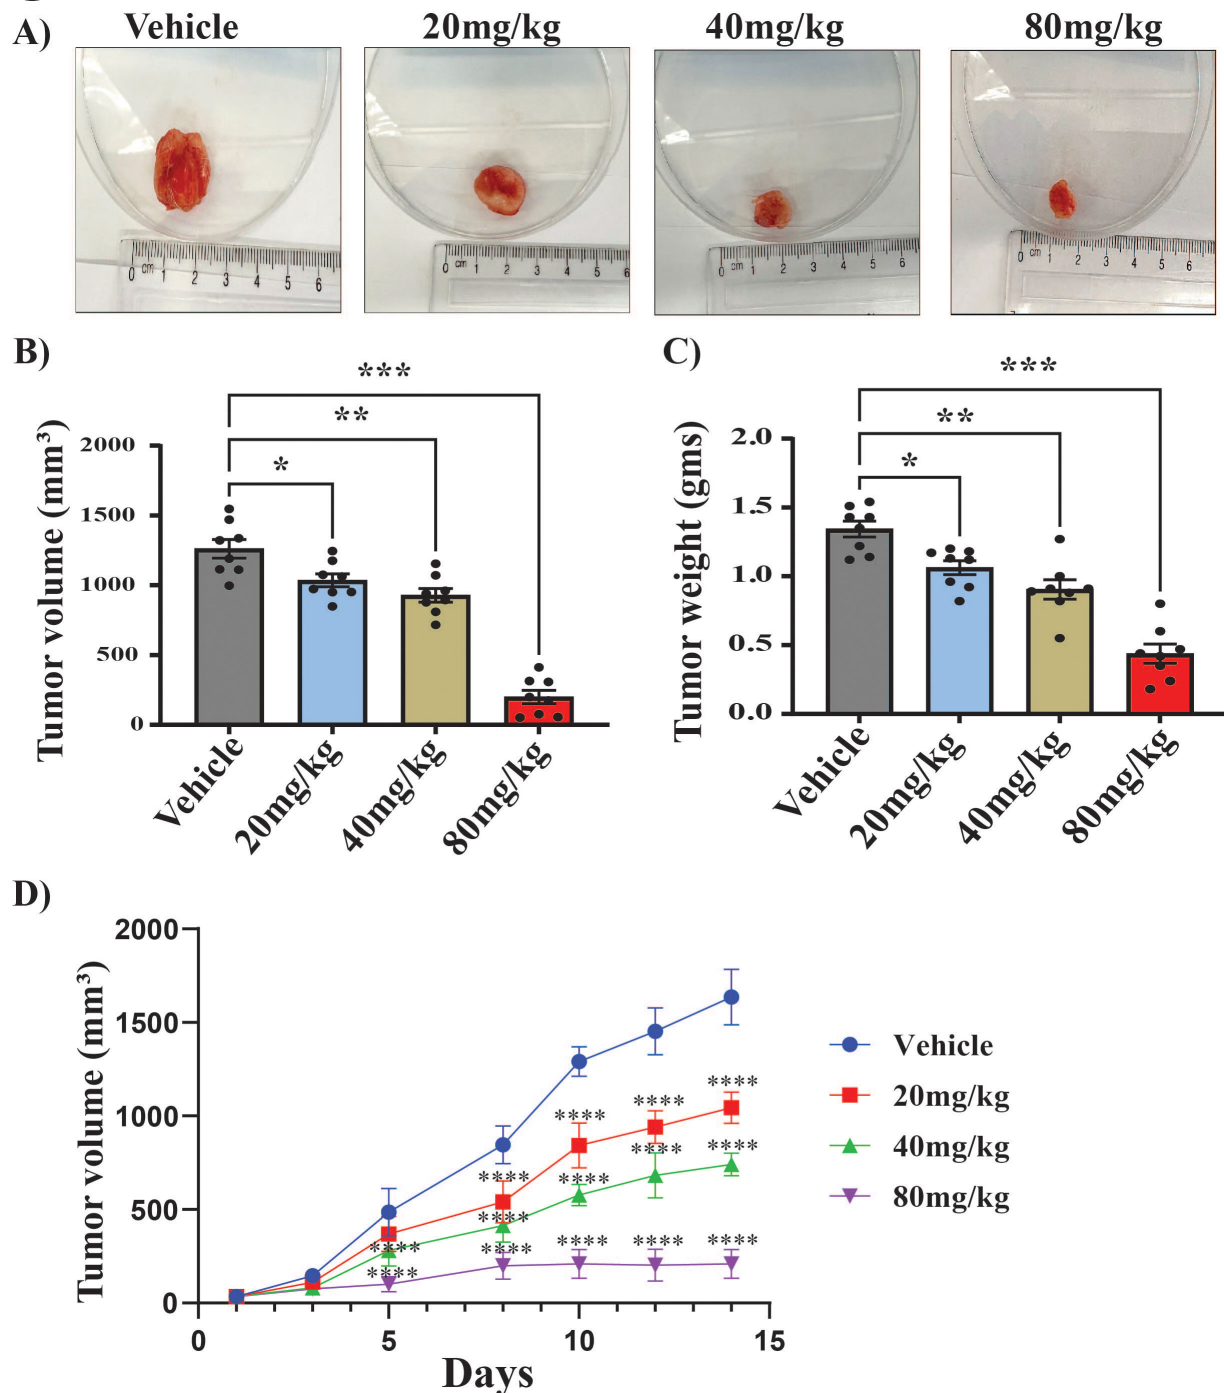 A)
Vehicle 20mg/kg 40mg/kg 80mg/kg
0 cm 1 2 3 4 5 6
0 cm 1 2 3 4 5 6
0 cm 1 2 3 4 5
0 cm 1 2 3 4 5 6
B)
***
**
*
Tumor volume (mm³)
2000
1500
1000
500
0
Vehicle 20mg/kg 40mg/kg 80mg/kg
C)
***
**
*
Tumor weight (gms)
2.0
1.5
1.0
0.5
0.0
Vehicle 20mg/kg 40mg/kg 80mg/kg
D)
Tumor volume (mm³)
2000
1500
1000
500
0
**** **** ****
**** **** **** ****
**** **** **** **** ****
****
0 5 10 15
Days
Vehicle
20mg/kg
40mg/kg
80mg/kg